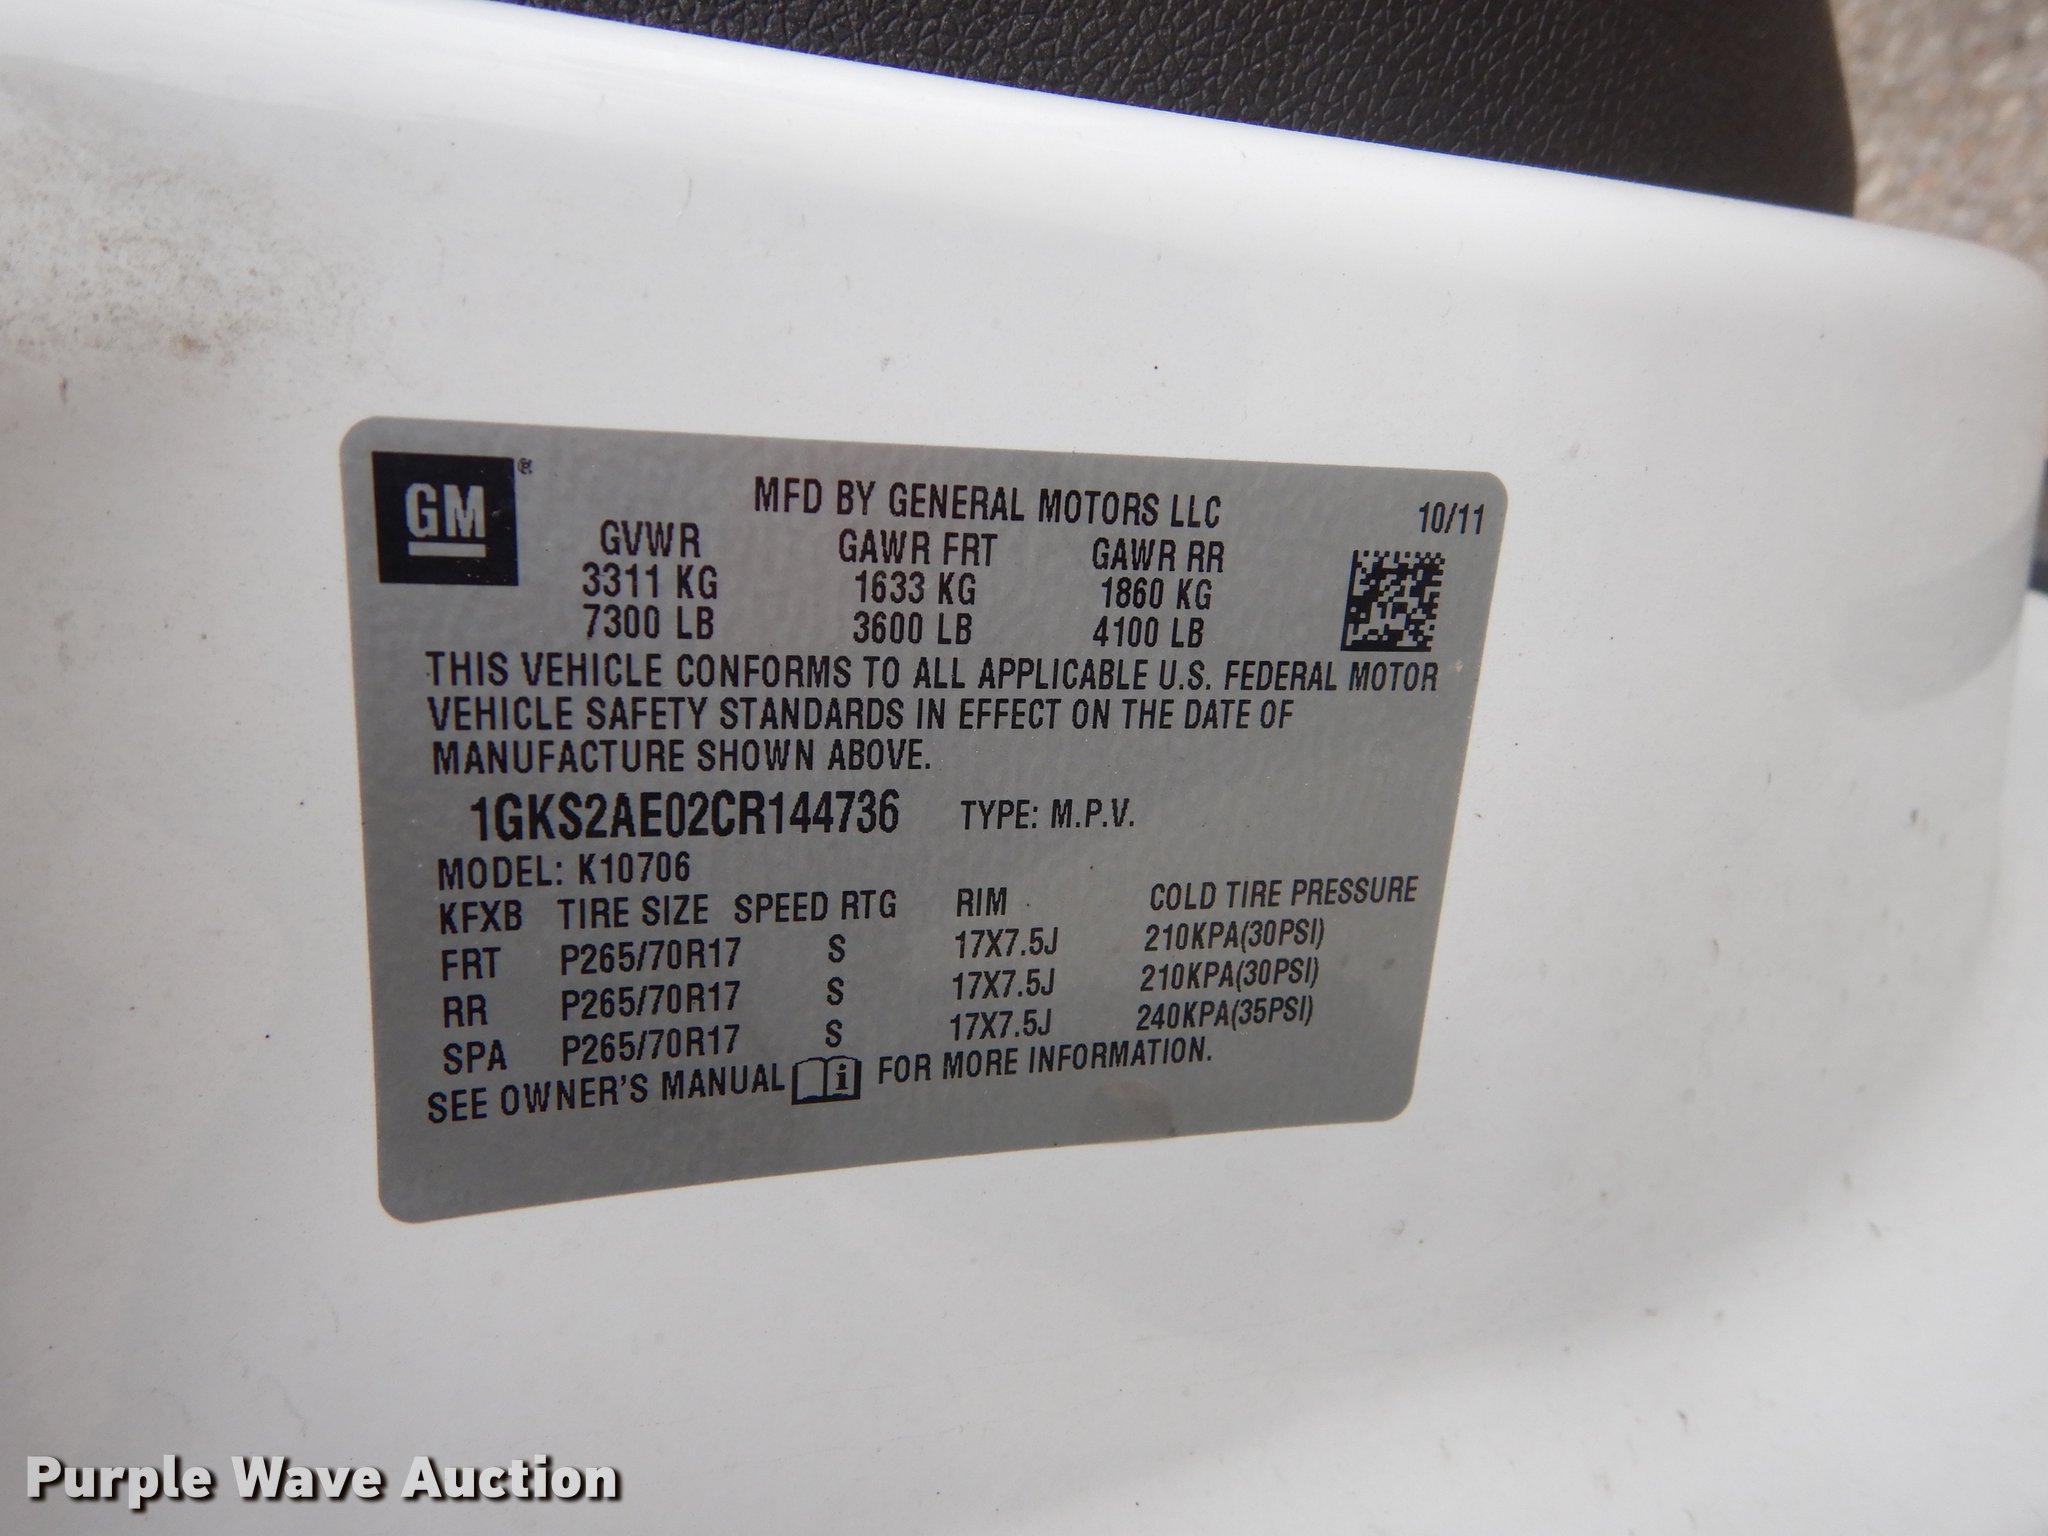 GM®
MFD BY GENERAL MOTORS LLC 10/11
GVWR GAWR FRT GAWR RR
3311 KG 1633 KG 1860 KG
7300 LB 3600 LB 4100 LB
THIS VEHICLE CONFORMS TO ALL APPLICABLE U.S. FEDERAL MOTOR
VEHICLE SAFETY STANDARDS IN EFFECT ON THE DATE OF
MANUFACTURE SHOWN ABOVE.
1GKS2AE02CR144736 TYPE: M.P.V.
MODEL: K10706
KFXB TIRE SIZE SPEED RTG RIM COLD TIRE PRESSURE
FRT P265/70R17 S 17X7.5J 210KPA(30PSI)
RR P265/70R17 S 17X7.5J 210KPA(30PSI)
SPA P265/70R17 S 17X7.5J 240KPA(35PSI)
SEE OWNER'S MANUAL i FOR MORE INFORMATION.
Purple Wave Auction